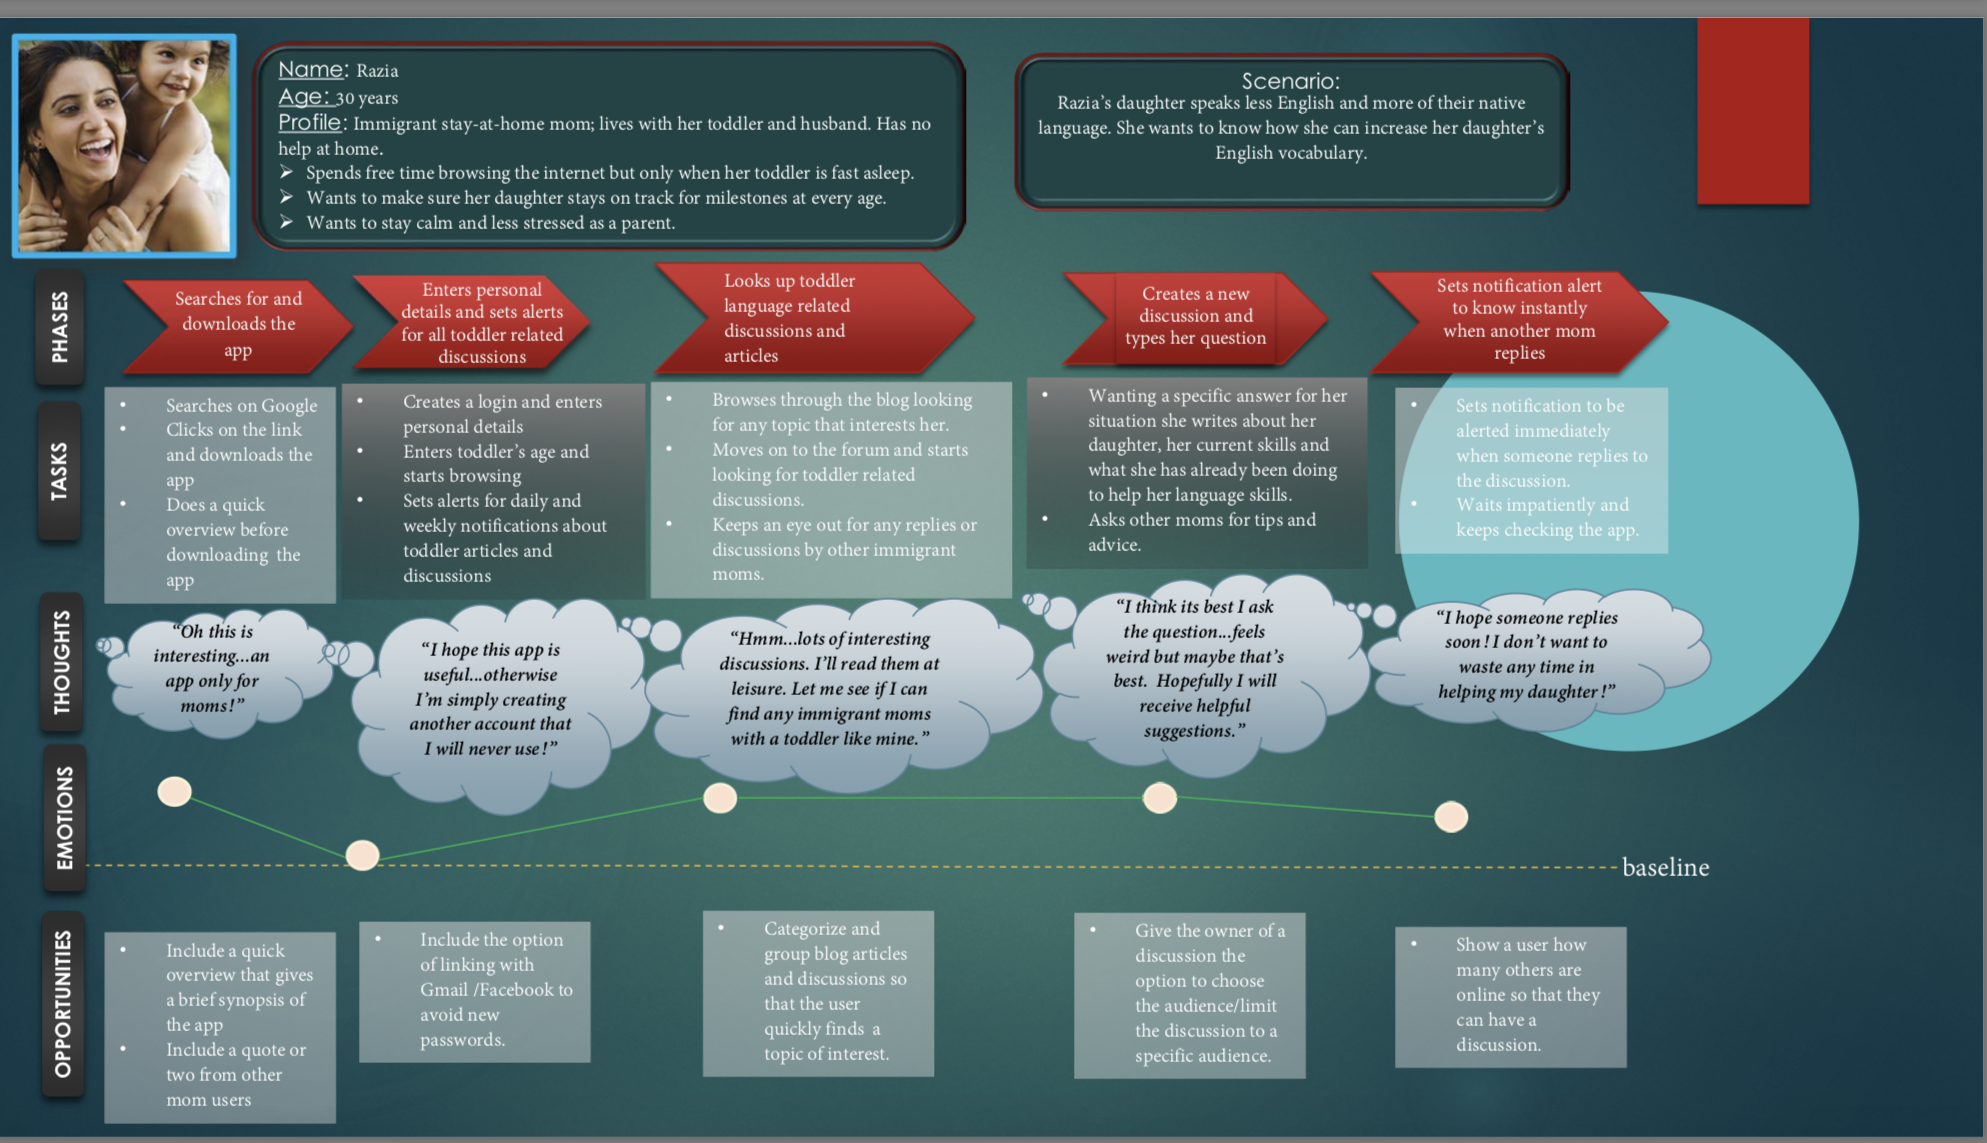 Name: Razia
Age: 30 years
Profile: Immigrant stay-at-home mom; lives with her toddler and husband. Has no
help at home.
➢ Spends free time browsing the internet but only when her toddler is fast asleep.
➢ Wants to make sure her daughter stays on track for milestones at every age.
➢ Wants to stay calm and less stressed as a parent.
Scenario:
Razia’s daughter speaks less English and more of their native
language. She wants to know how she can increase her daughter’s
English vocabulary.
PHASES
Searches for and
downloads the
app
Enters personal
details and sets alerts
for all toddler related
discussions
Looks up toddler
language related
discussions and
articles
Creates a new
discussion and
types her question
Sets notification alert
to know instantly
when another mom
replies
TASKS
• Searches on Google
• Clicks on the link
and downloads the
app
• Does a quick
overview before
downloading the
app
• Creates a login and enters
personal details
• Enters toddler’s age and
starts browsing
• Sets alerts for daily and
weekly notifications about
toddler articles and
discussions
• Browses through the blog looking
for any topic that interests her.
• Moves on to the forum and starts
looking for toddler related
discussions.
• Keeps an eye out for any replies or
discussions by other immigrant
moms.
• Wanting a specific answer for her
situation she writes about her
daughter, her current skills and
what she has already been doing
to help her language skills.
• Asks other moms for tips and
advice.
• Sets notification to be
alerted immediately
when someone replies to
the discussion.
• Waits impatiently and
keeps checking the app.
THOUGHTS
“Oh this is
interesting...an
app only for
moms!”
“I hope this app is
useful...otherwise
I’m simply creating
another account that
I will never use!”
“Hmm...lots of interesting
discussions. I’ll read them at
leisure. Let me see if I can
find any immigrant moms
with a toddler like mine.”
“I think its best I ask
the question...feels
weird but maybe that’s
best. Hopefully I will
receive helpful
suggestions.”
“I hope someone replies
soon! I don’t want to
waste any time in
helping my daughter!”
EMOTIONS
baseline
OPPORTUNITIES
• Include a quick
overview that gives
a brief synopsis of
the app
• Include a quote or
two from other
mom users
• Include the option
of linking with
Gmail /Facebook to
avoid new
passwords.
• Categorize and
group blog articles
and discussions so
that the user
quickly finds a
topic of interest.
• Give the owner of a
discussion the
option to choose
the audience/limit
the discussion to a
specific audience.
• Show a user how
many others are
online so that they
can have a
discussion.